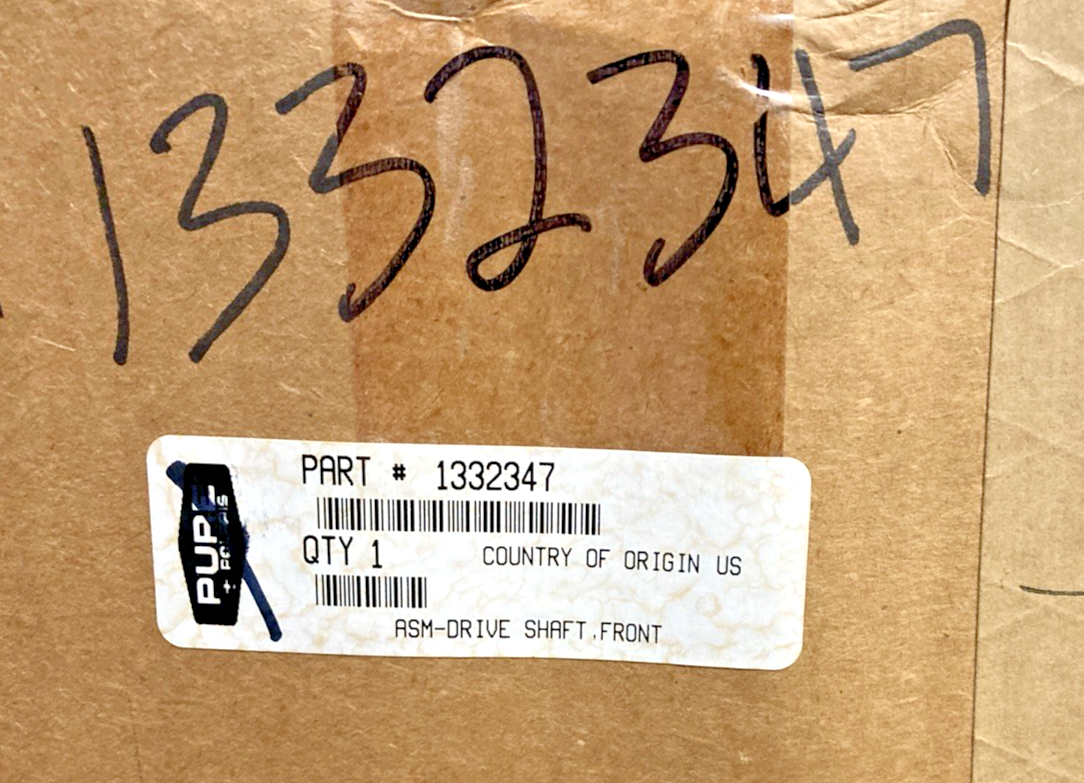 1332347
PART # 1332347
QTY 1 COUNTRY OF ORIGIN US
ASM-DRIVE SHAFT,FRONT